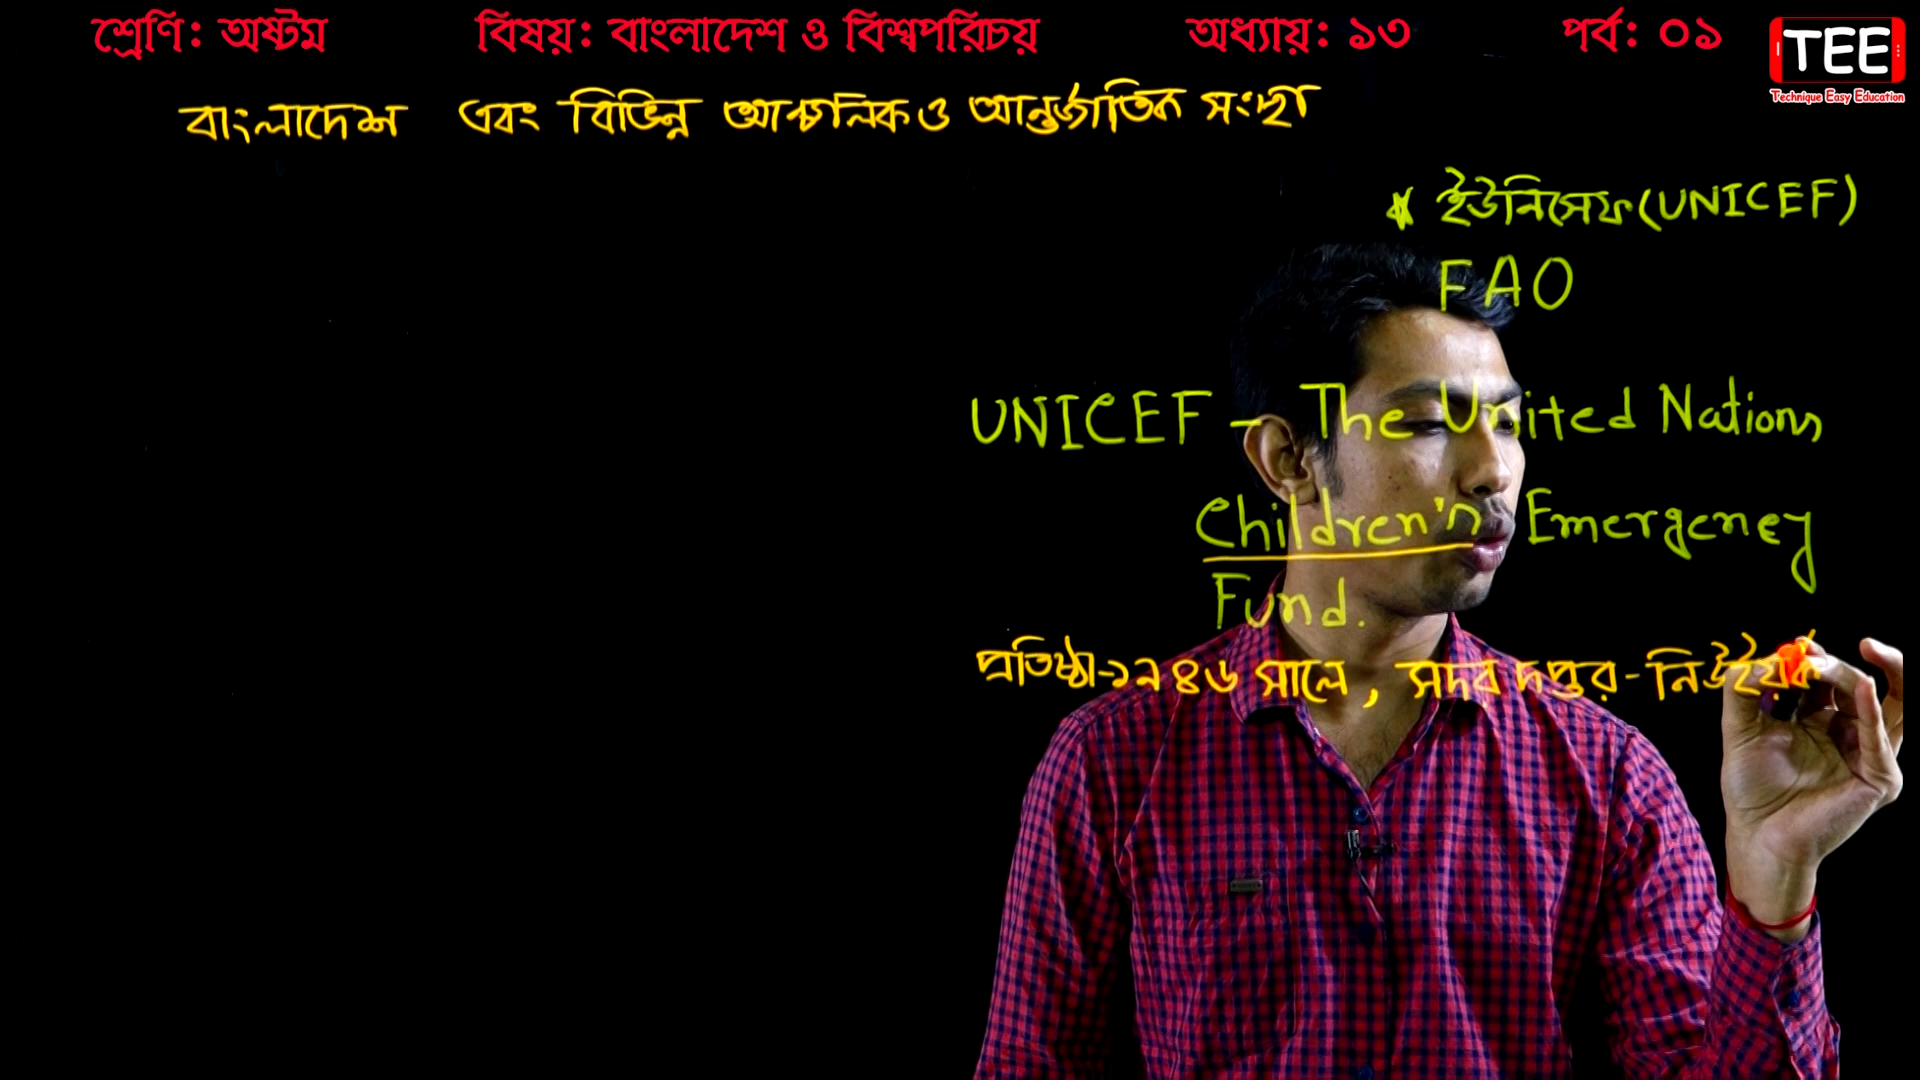 শ্রেণি: অষ্টম বিষয়: বাংলাদেশ ও বিশ্বপরিচয় অধ্যায়: ১৩ পর্ব: ০১
TEE
Technique Easy Education
বাংলাদেশ এবং বিভিন্ন আঞ্চলিক ও আন্তর্জাতিক সংস্থা
* ইউনিসেফ (UNICEF)
FAO
UNICEF - The United Nations
Children's Emergency
Fund.
প্রতিষ্ঠা-১৯৪৬ সালে, সদর দপ্তর-নিউইয়র্ক